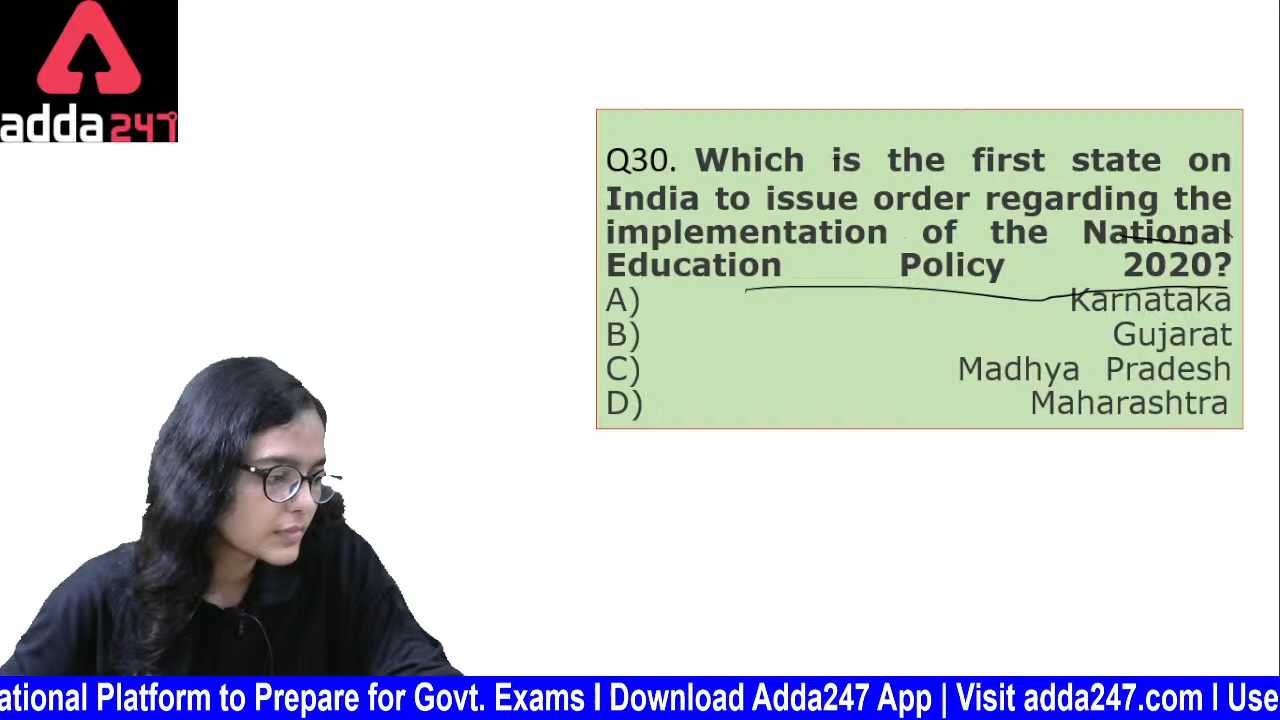 adda247
Q30. Which is the first state on
India to issue order regarding the
implementation of the National
Education Policy 2020?
A) Karnataka
B) Gujarat
C) Madhya Pradesh
D) Maharashtra
ational Platform to Prepare for Govt. Exams I Download Adda247 App | Visit adda247.com I Use